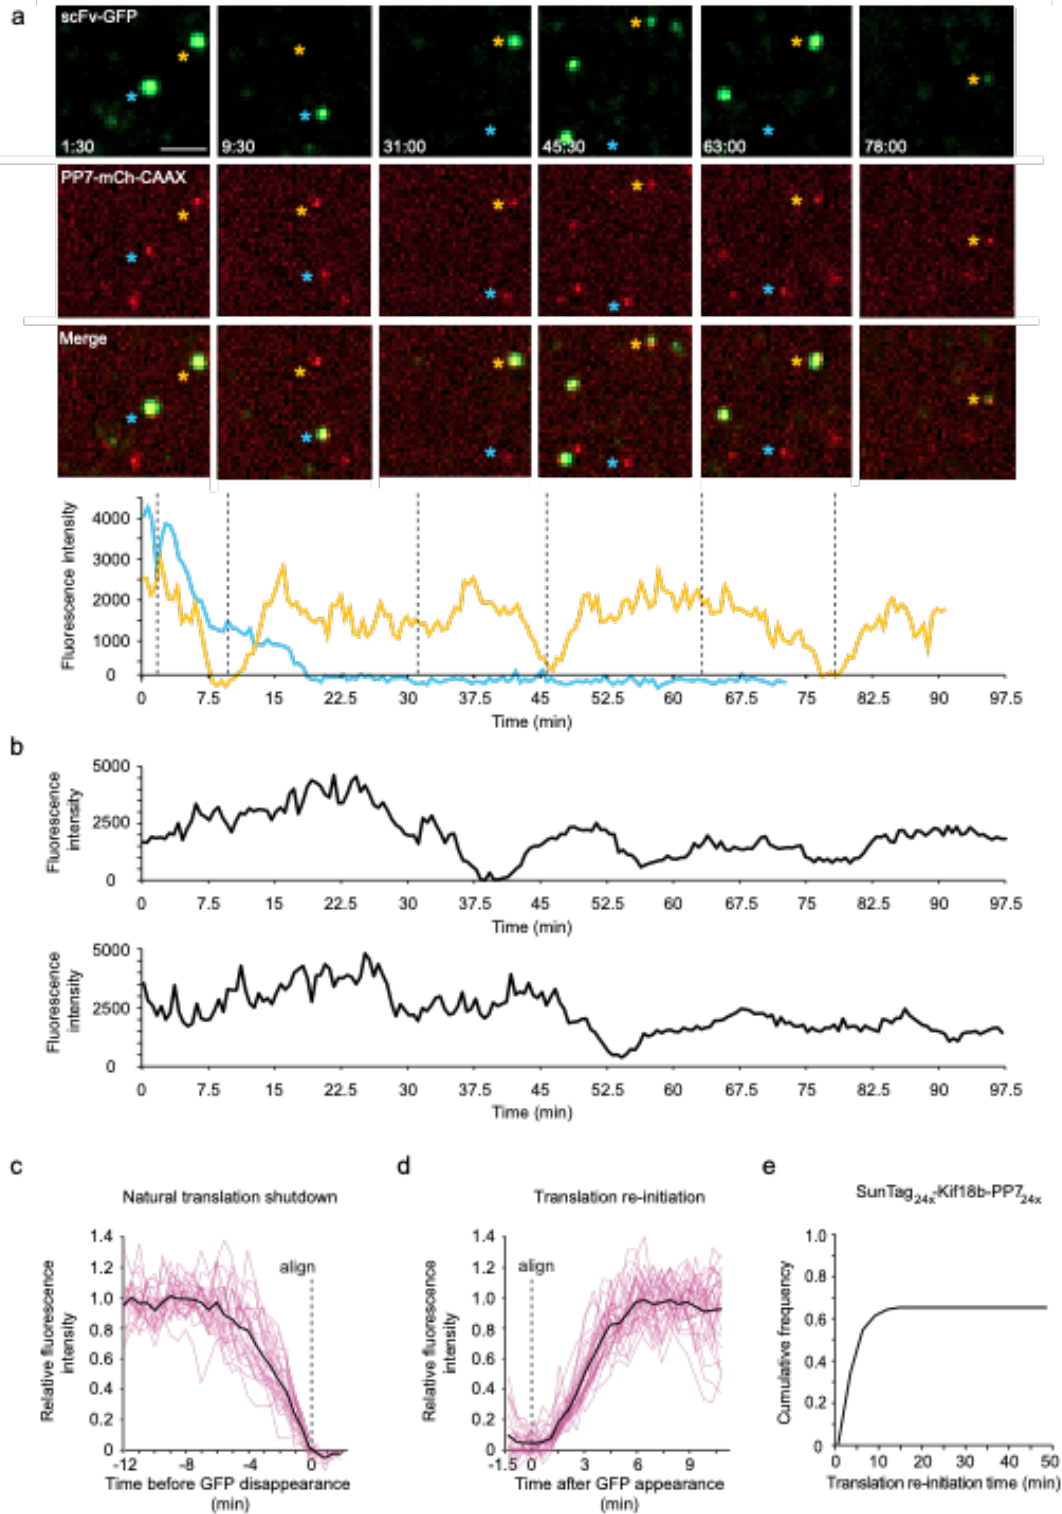 a
scFv-GFP
1:30 9:30 31:00 45:30 63:00 78:00
PP7-mCh-CAAX
Merge
Fluorescence intensity
4000
3000
2000
1000
0
0 7.5 15 22.5 30 37.5 45 52.5 60 67.5 75 82.5 90 97.5
Time (min)
b
Fluorescence
intensity
5000
2500
0
0 7.5 15 22.5 30 37.5 45 52.5 60 67.5 75 82.5 90 97.5
Time (min)
Fluorescence
intensity
5000
2500
0
0 7.5 15 22.5 30 37.5 45 52.5 60 67.5 75 82.5 90 97.5
Time (min)
c
Natural translation shutdown
Relative fluorescence
intensity
1.4
1.2
1.0
0.8
0.6
0.4
0.2
0
align
-12 -8 -4 0
Time before GFP disappearance
(min)
d
Translation re-initiation
Relative fluorescence
intensity
1.4
1.2
1.0
0.8
0.6
0.4
0.2
0
align
-1.5 0 3 6 9
Time after GFP appearance
(min)
e
SunTag24x-Kif18b-PP724x
Cumulative frequency
1.0
0.8
0.6
0.4
0.2
0
0 10 20 30 40 50
Translation re-initiation time (min)